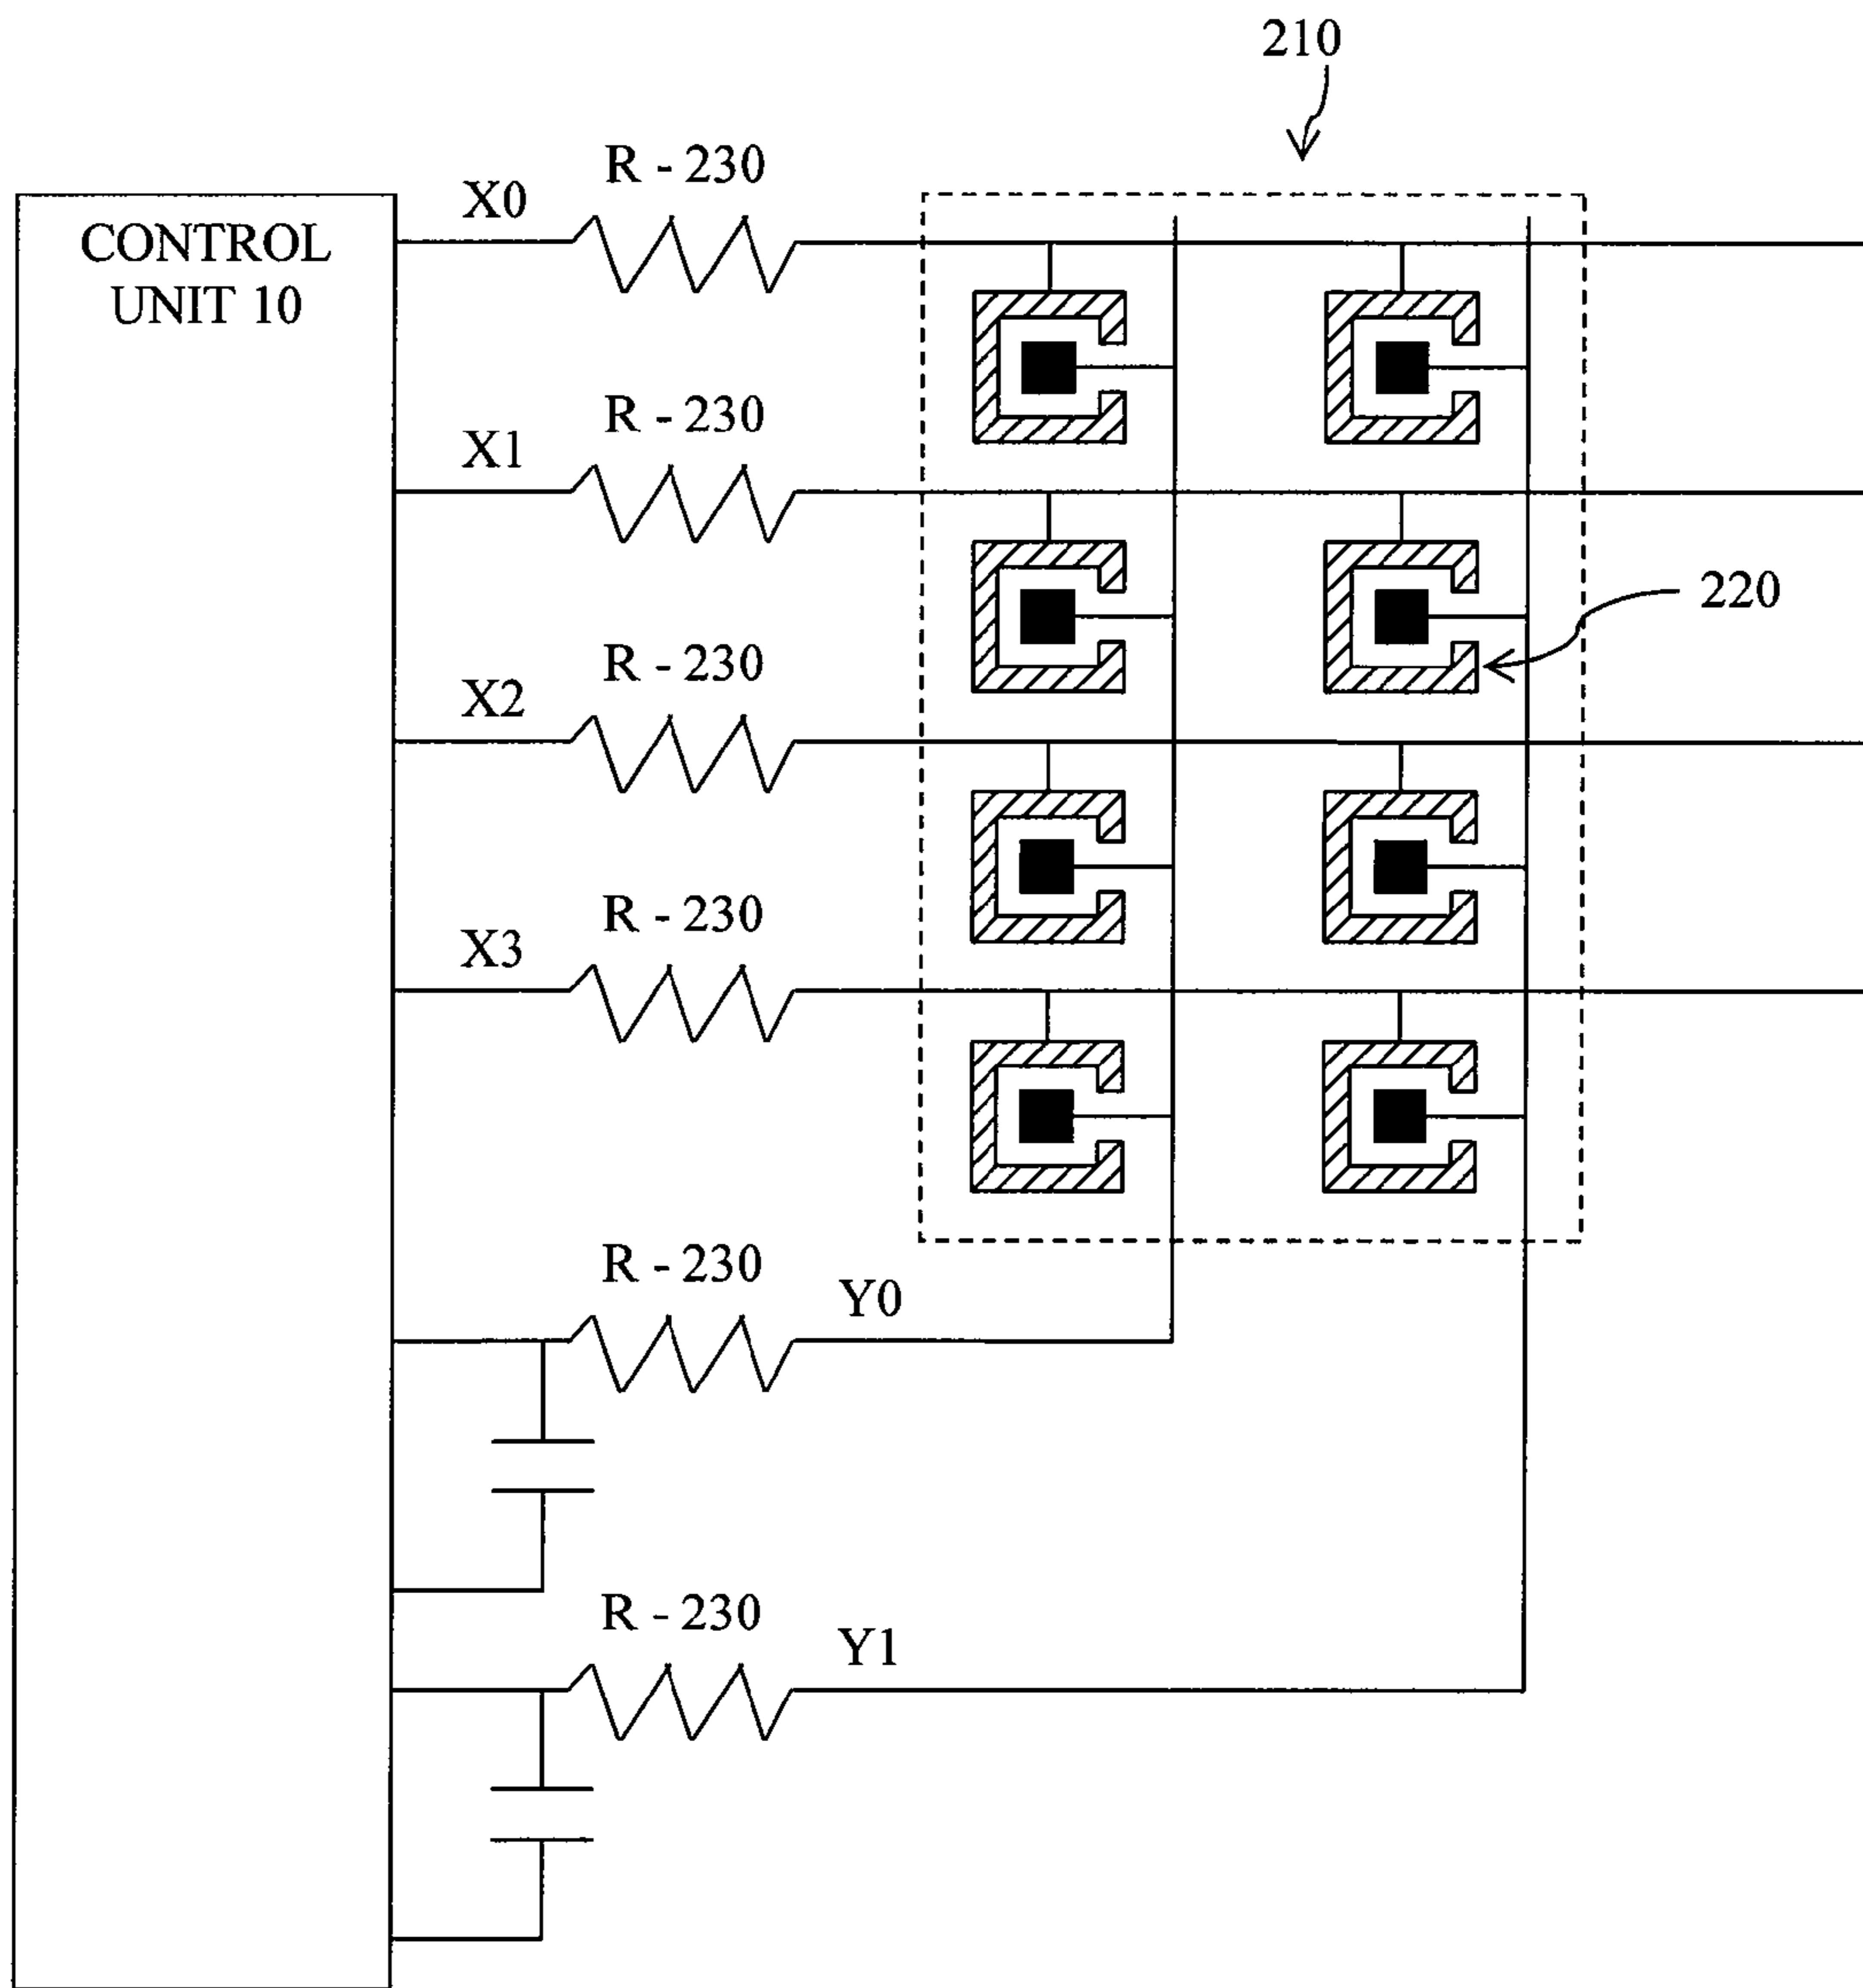 210
R - 230
X0
CONTROL
UNIT 10
R - 230
X1
220
R - 230
X2
R - 230
X3
R - 230
Y0
R - 230
Y1